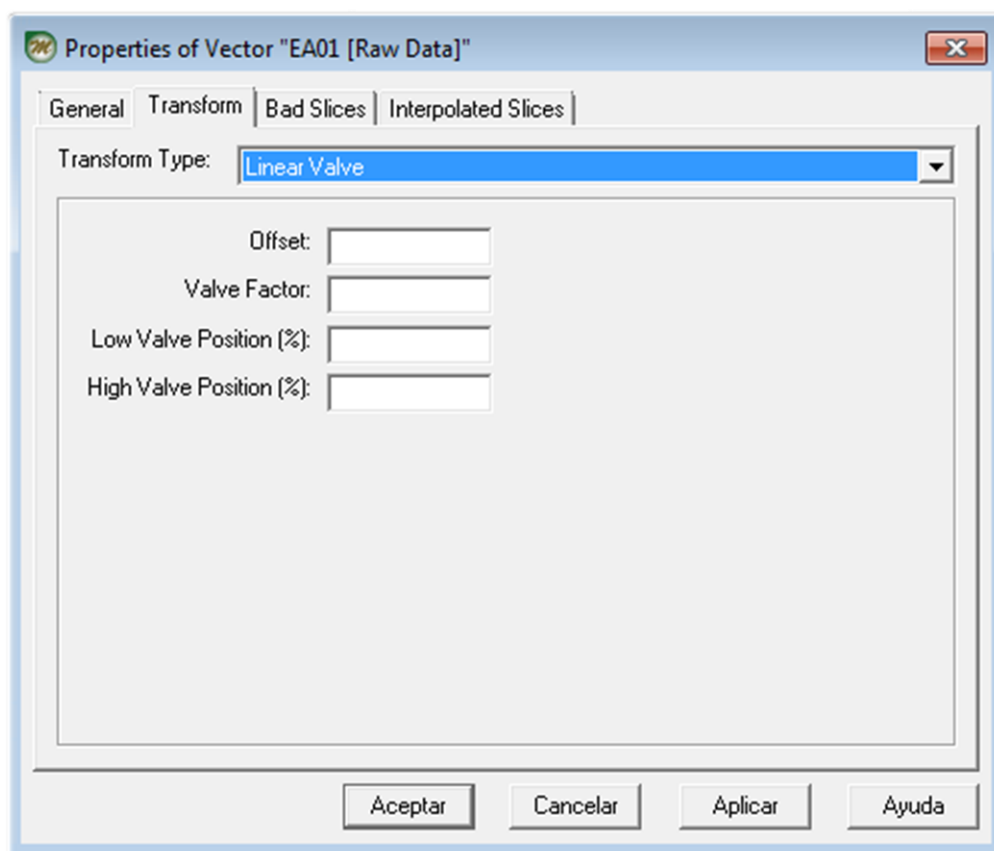 Properties of Vector "EA01 [Raw Data]"
General Transform Bad Slices Interpolated Slices
Transform Type: Linear Valve
Offset:
Valve Factor:
Low Valve Position (%):
High Valve Position (%):
Aceptar Cancelar Aplicar Ayuda